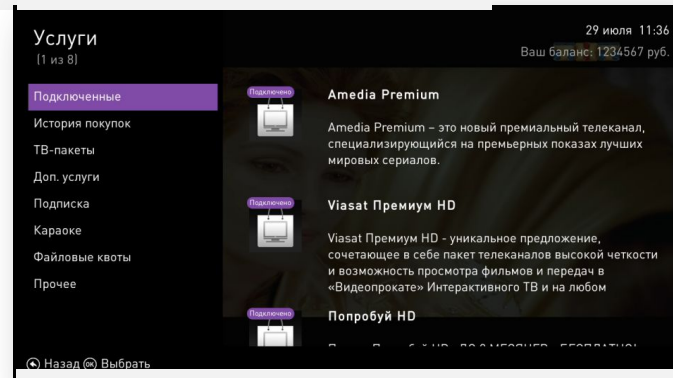 Услуги
(1 из 8)
29 июля 11:36
Ваш баланс: 1234567 руб.
Подключенные
История покупок
ТВ-пакеты
Доп. услуги
Подписка
Караоке
Файловые квоты
Прочее
Подключено
Amedia Premium
Amedia Premium – это новый премиальный телеканал,
специализирующийся на премьерных показах лучших
мировых сериалов.
Подключено
Viasat Премиум HD
Viasat Премиум HD - уникальное предложение,
сочетающее в себе пакет телеканалов высокой четкости
и возможность просмотра фильмов и передач в
«Видеопрокате» Интерактивного ТВ и на любом
Подключено
Попробуй HD
Назад OK Выбрать